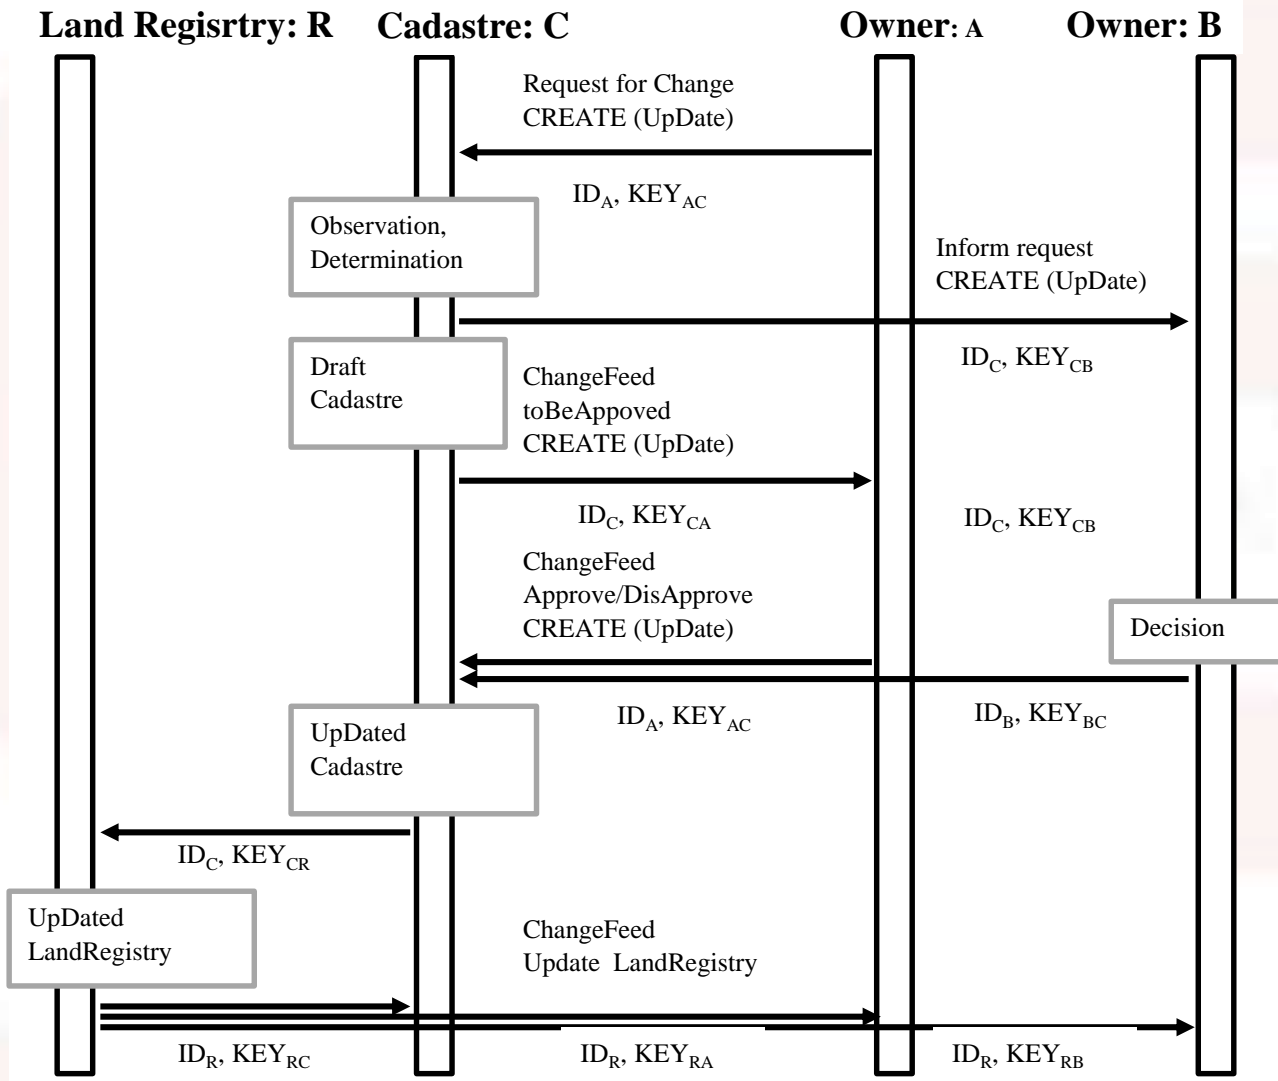 Land Regisrtry: R
Cadastre: C
Owner: A
Owner: B
Request for Change
CREATE (UpDate)
ID_A, KEY_AC
Observation,
Determination
Inform request
CREATE (UpDate)
ID_C, KEY_CB
Draft
Cadastre
ChangeFeed
toBeAppoved
CREATE (UpDate)
ID_C, KEY_CA
ID_C, KEY_CB
ChangeFeed
Approve/DisApprove
CREATE (UpDate)
Decision
ID_A, KEY_AC
ID_B, KEY_BC
UpDated
Cadastre
ID_C, KEY_CR
UpDated
LandRegistry
ChangeFeed
Update LandRegistry
ID_R, KEY_RC
ID_R, KEY_RA
ID_R, KEY_RB